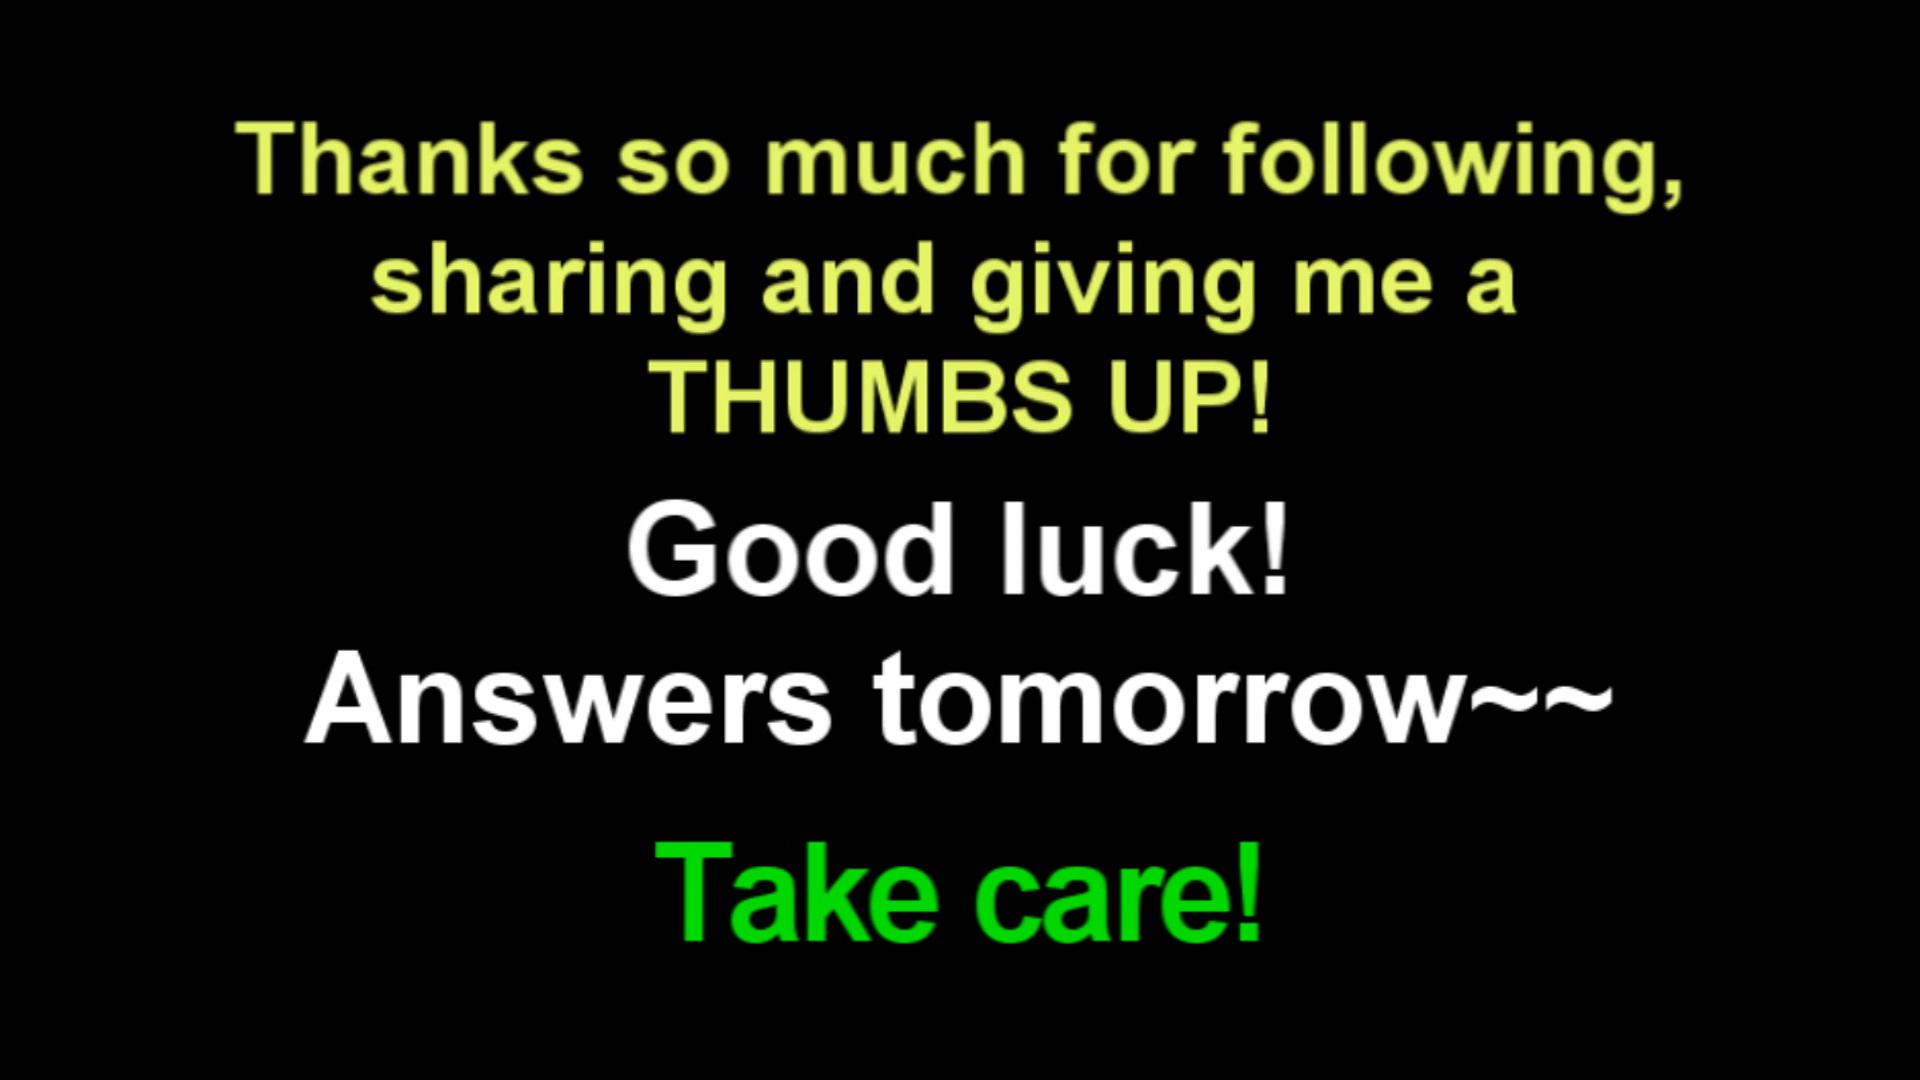 Thanks so much for following,
sharing and giving me a
THUMBS UP!
Good luck!
Answers tomorrow~~
Take care!